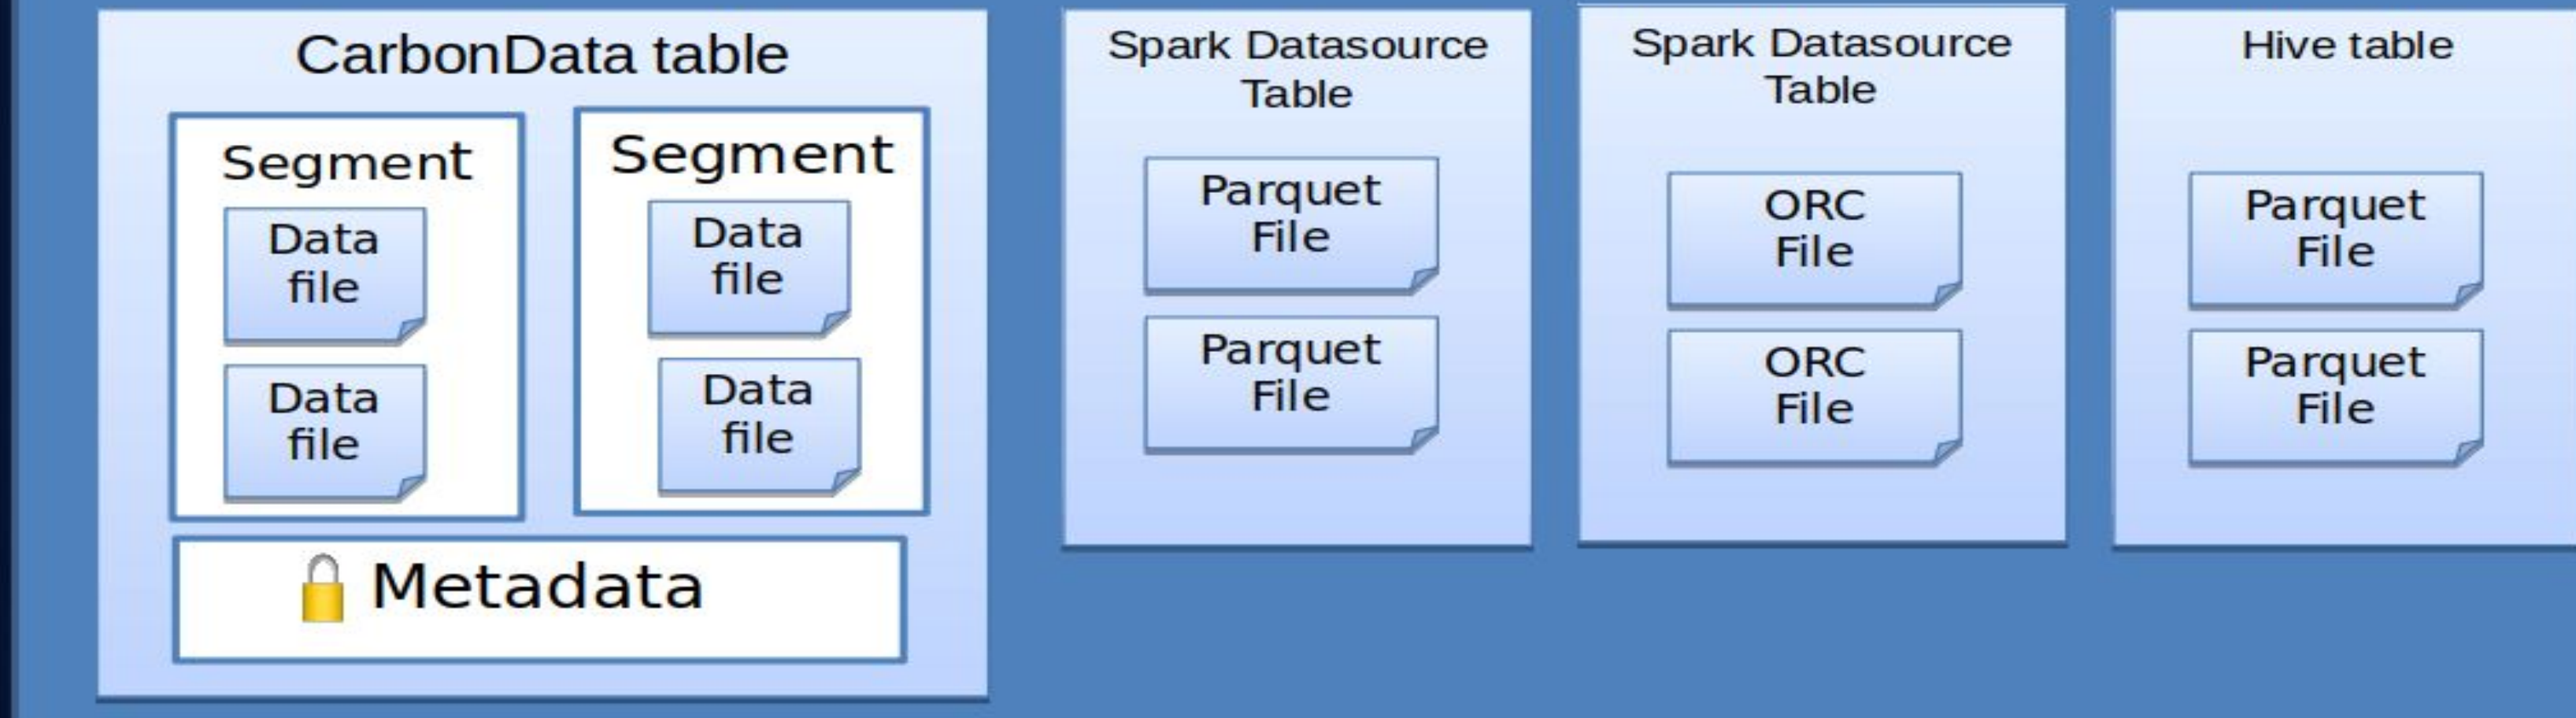 CarbonData table
Segment
Data
file
Data
file
Segment
Data
file
Data
file
Metadata
Spark Datasource
Table
Parquet
File
Parquet
File
Spark Datasource
Table
ORC
File
ORC
File
Hive table
Parquet
File
Parquet
File